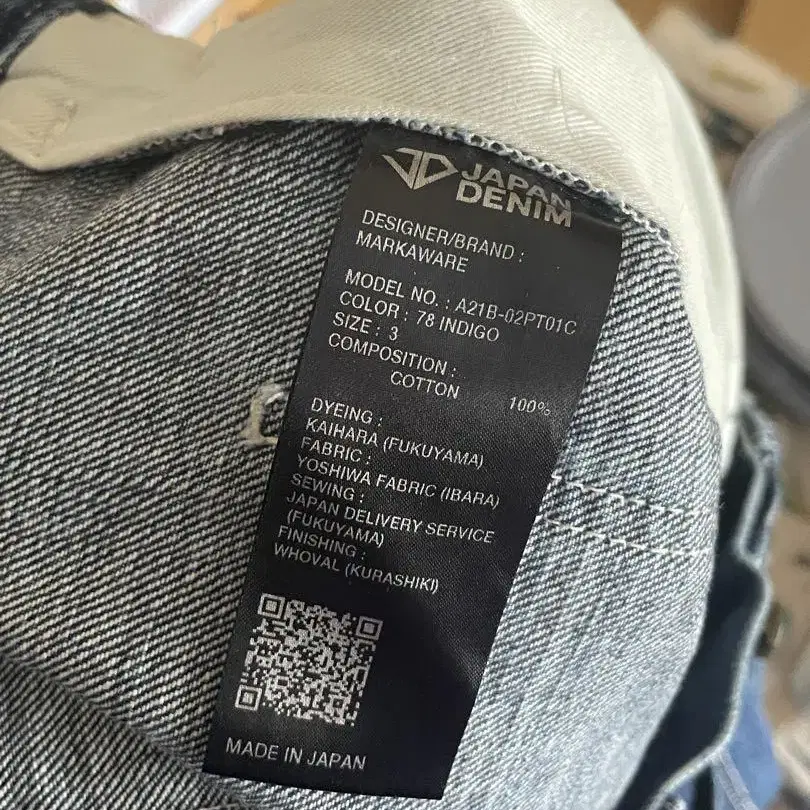 JD JAPAN
DENIM
DESIGNER/BRAND :
MARKAWARE
MODEL NO. : A21B-02PT01C
COLOR : 78 INDIGO
SIZE : 3
COMPOSITION :
COTTON 100%
DYEING :
KAIHARA (FUKUYAMA)
FABRIC :
YOSHIWA FABRIC (IBARA)
SEWING :
JAPAN DELIVERY SERVICE
(FUKUYAMA)
FINISHING :
WHOVAL (KURASHIKI)
MADE IN JAPAN